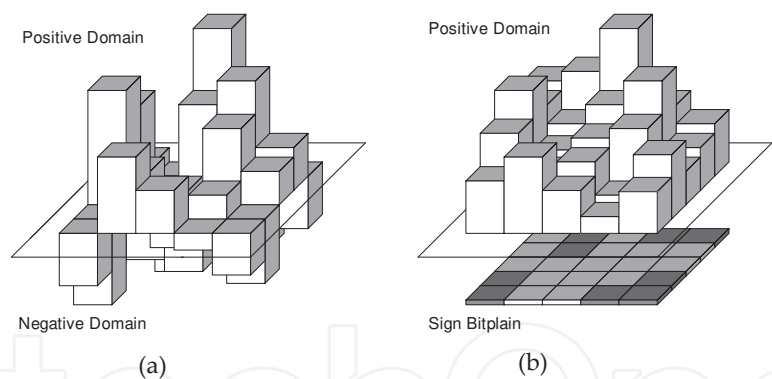 Positive Domain
Positive Domain
Negative Domain
Sign Bitplain
(a)
(b)